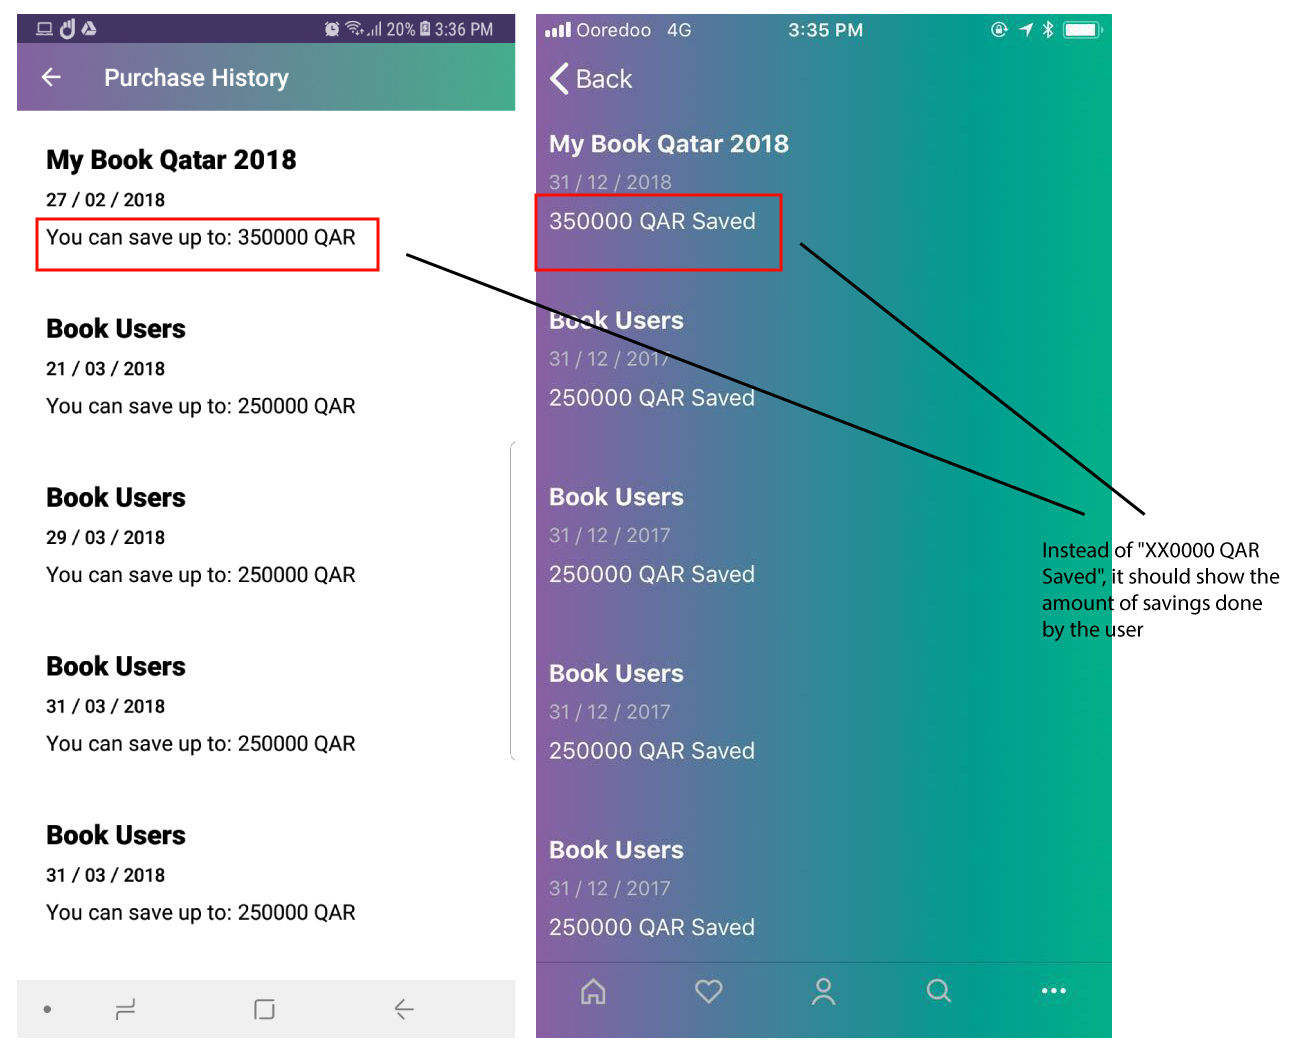 20% 3:36 PM
Purchase History
My Book Qatar 2018
27 / 02 / 2018
You can save up to: 350000 QAR
Book Users
21 / 03 / 2018
You can save up to: 250000 QAR
Book Users
29 / 03 / 2018
You can save up to: 250000 QAR
Book Users
31 / 03 / 2018
You can save up to: 250000 QAR
Book Users
31 / 03 / 2018
You can save up to: 250000 QAR
Ooredoo 4G 3:35 PM
Back
My Book Qatar 2018
31 / 12 / 2018
350000 QAR Saved
Book Users
31 / 12 / 2017
250000 QAR Saved
Book Users
31 / 12 / 2017
250000 QAR Saved
Book Users
31 / 12 / 2017
250000 QAR Saved
Book Users
31 / 12 / 2017
250000 QAR Saved
Instead of "XX0000 QAR
Saved", it should show the
amount of savings done
by the user